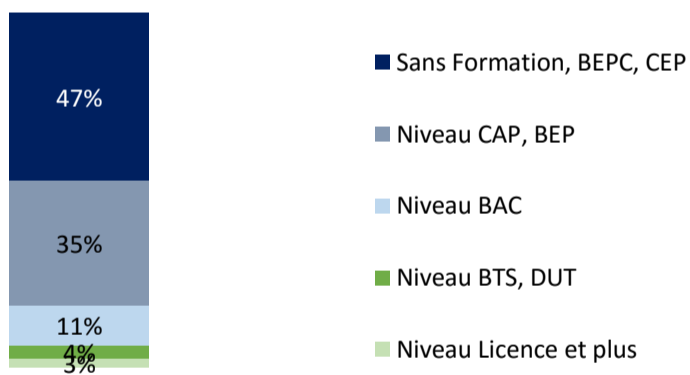 47%
35%
11%
4%
3%
Sans Formation, BEPC, CEP
Niveau CAP, BEP
Niveau BAC
Niveau BTS, DUT
Niveau Licence et plus